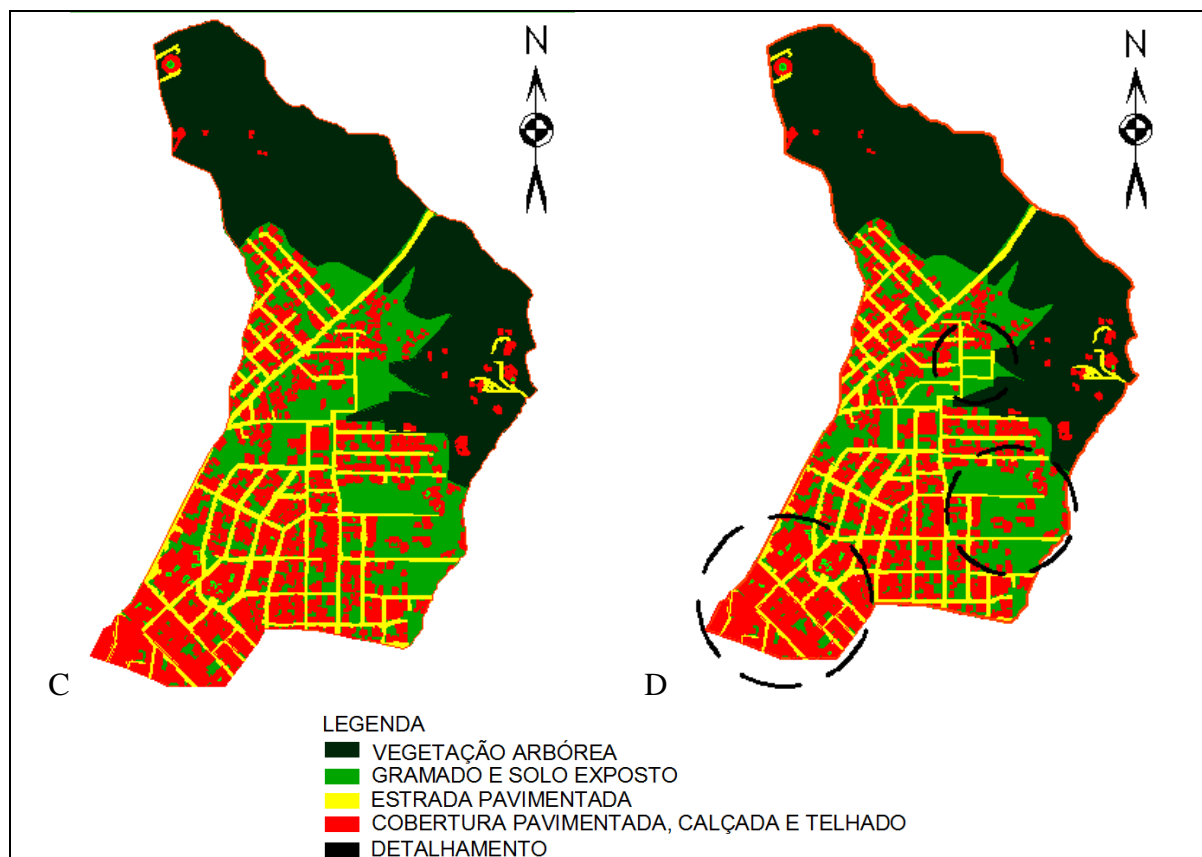 N
N
C
D
LEGENDA
VEGETAÇÃO ARBÓREA
GRAMADO E SOLO EXPOSTO
ESTRADA PAVIMENTADA
COBERTURA PAVIMENTADA, CALÇADA E TELHADO
DETALHAMENTO